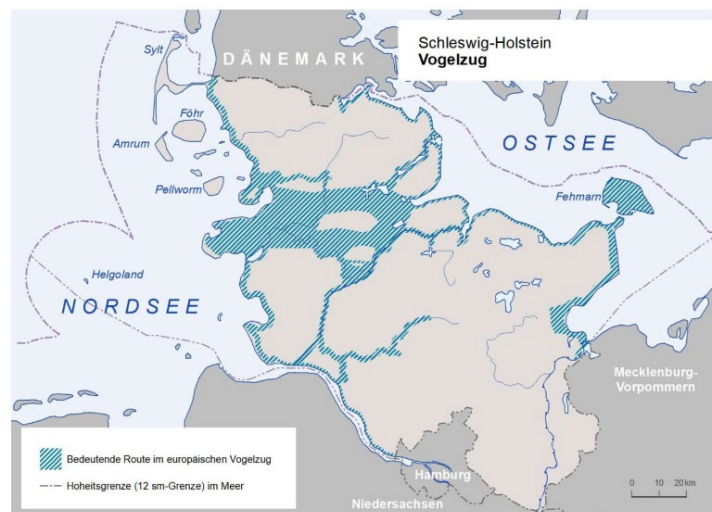 Schleswig-Holstein
Vogelzug
Sylt
DÄNEMARK
Föhr
Amrum
OSTSEE
Pellworm
Fehmarn
Helgoland
NORDSEE
Mecklenburg-
Vorpommern
Bedeutende Route im europäischen Vogelzug
Hoheitsgrenze (12 sm-Grenze) im Meer
Hamburg
Niedersachsen
0 10 20 km